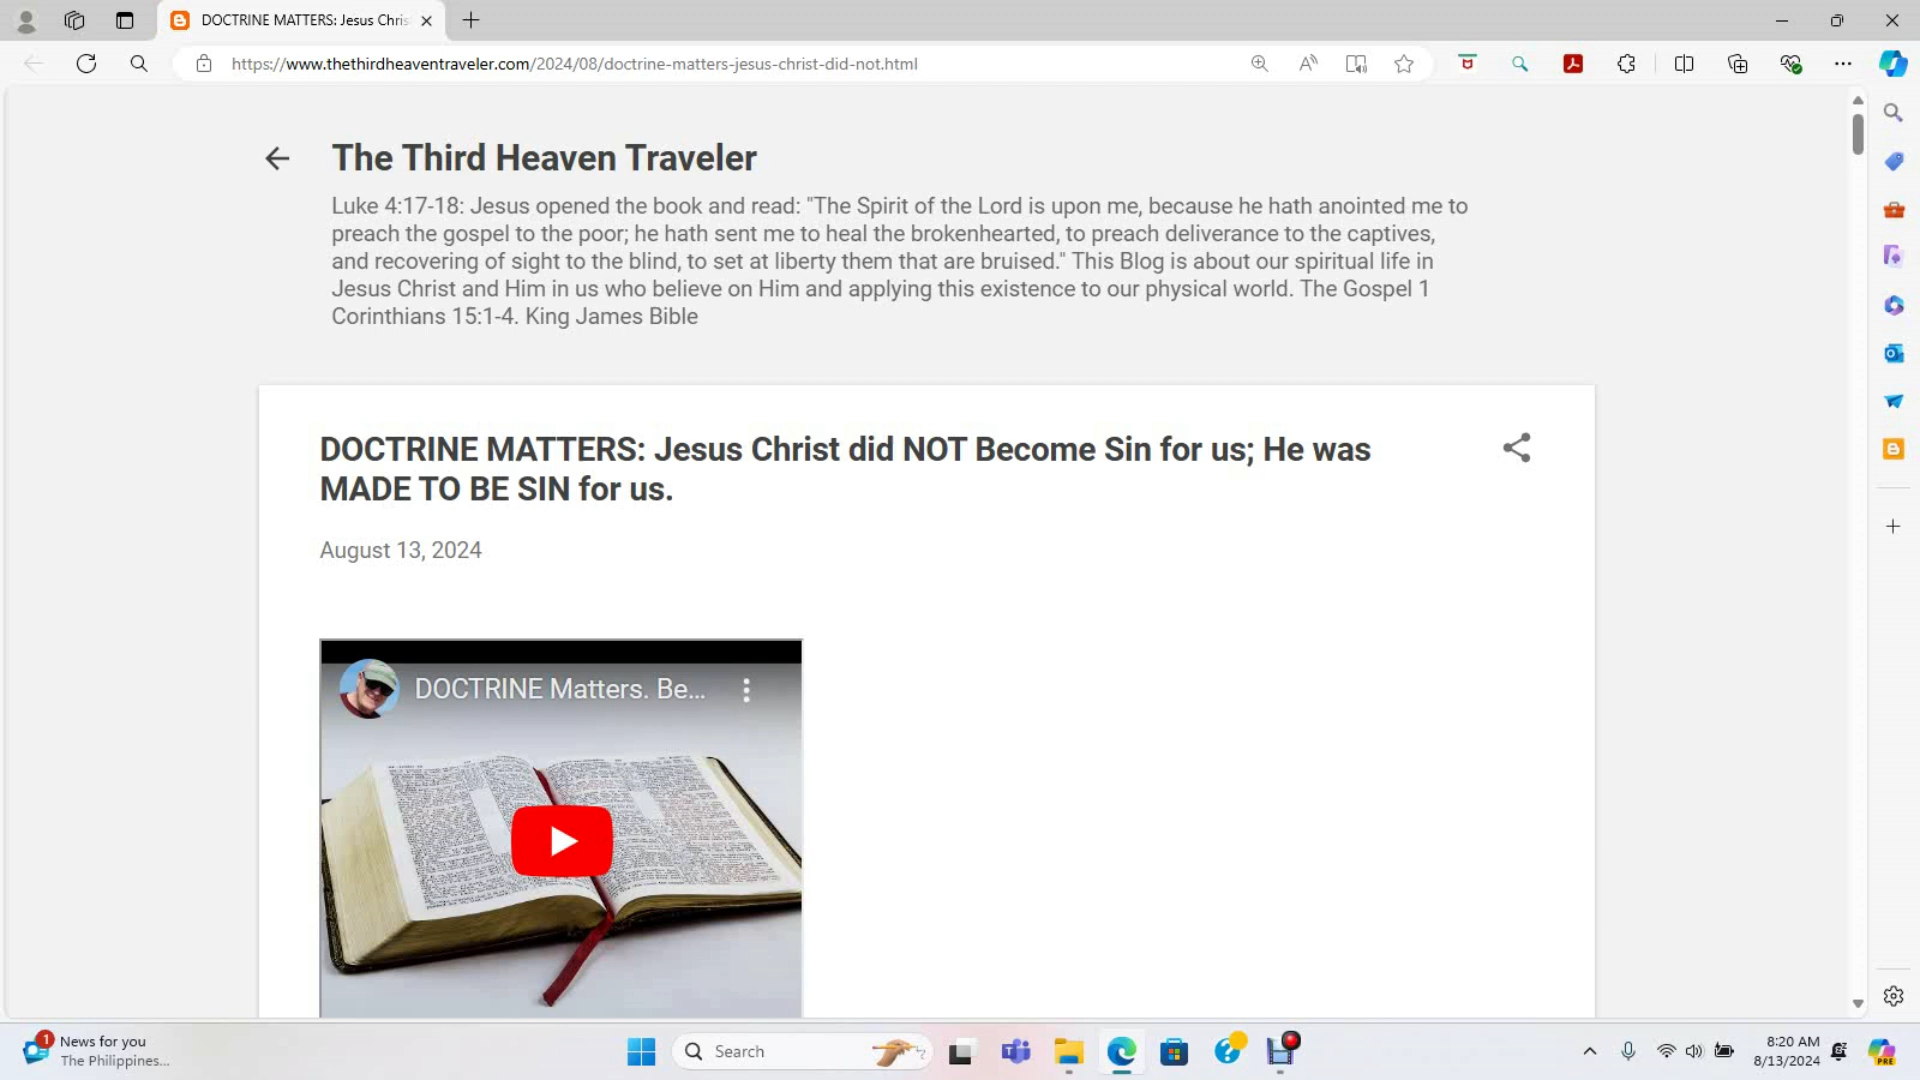 DOCTRINE MATTERS: Jesus Chris
https://www.thethirdheaventraveler.com/2024/08/doctrine-matters-jesus-christ-did-not.html
The Third Heaven Traveler
Luke 4:17-18: Jesus opened the book and read: "The Spirit of the Lord is upon me, because he hath anointed me to
preach the gospel to the poor; he hath sent me to heal the brokenhearted, to preach deliverance to the captives,
and recovering of sight to the blind, to set at liberty them that are bruised." This Blog is about our spiritual life in
Jesus Christ and Him in us who believe on Him and applying this existence to our physical world. The Gospel 1
Corinthians 15:1-4. King James Bible
DOCTRINE MATTERS: Jesus Christ did NOT Become Sin for us; He was
MADE TO BE SIN for us.
August 13, 2024
DOCTRINE Matters. Be...
1
News for you
The Philippines...
Search
8:20 AM
8/13/2024
PRE